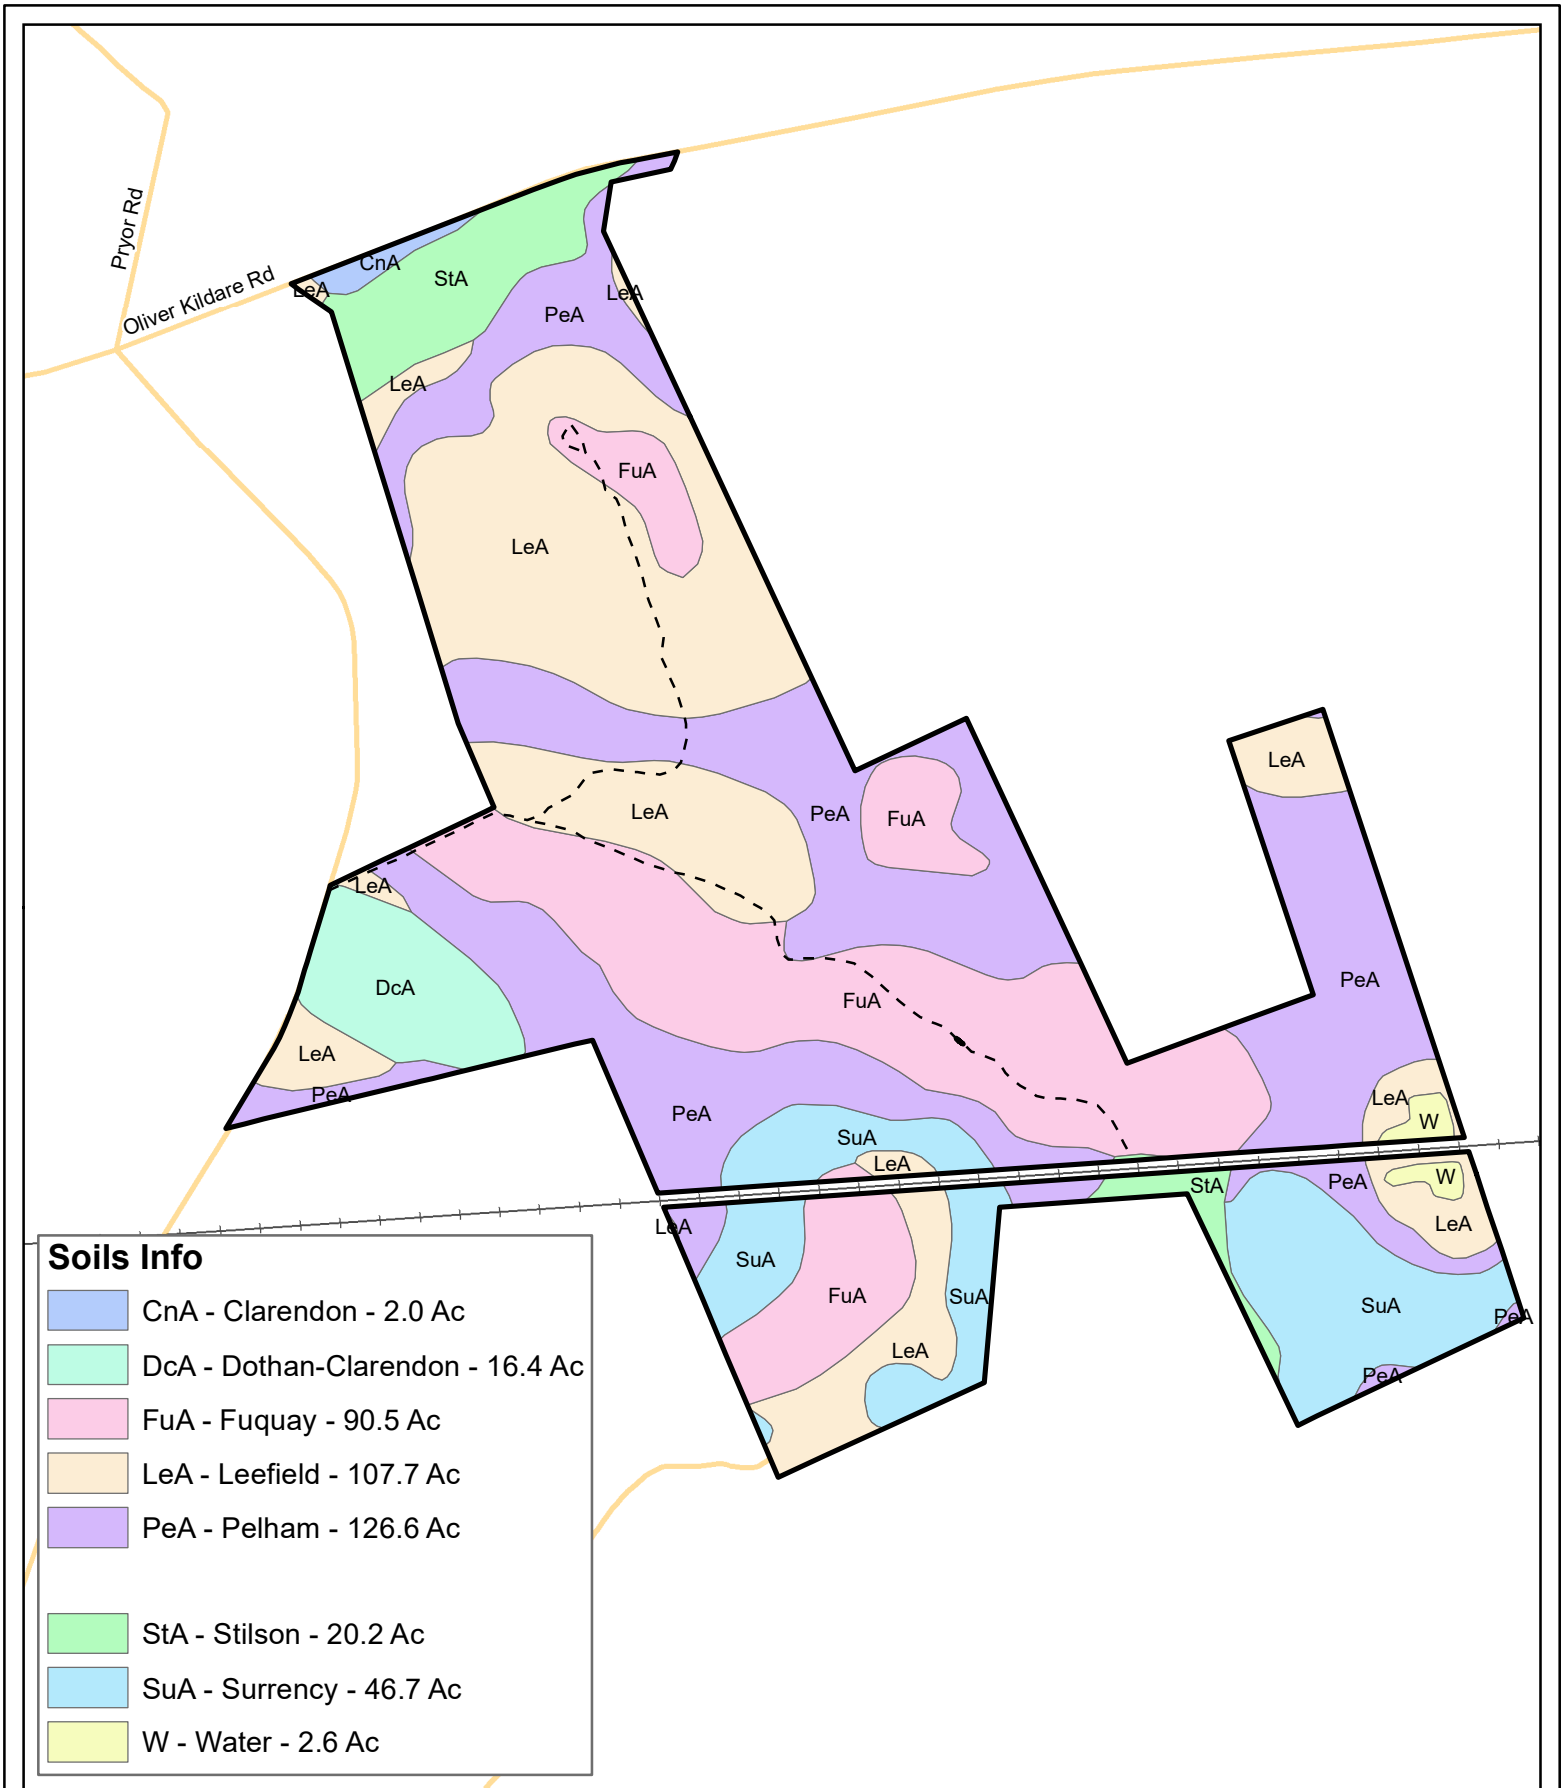 Pryor Rd
Oliver Kildare Rd
CnA
StA
LeA
LeA
PeA
LeA
FuA
LeA
LeA
LeA
PeA
FuA
LeA
LeA
DcA
PeA
FuA
LeA
PeA
PeA
LeA
W
SuA
LeA
W
PeA
StA
LeA
LeA
SuA
FuA
SuA
SuA
PeA
LeA
PeA
Soils Info
CnA - Clarendon - 2.0 Ac
DcA - Dothan-Clarendon - 16.4 Ac
FuA - Fuquay - 90.5 Ac
LeA - Leefield - 107.7 Ac
PeA - Pelham - 126.6 Ac
StA - Stilson - 20.2 Ac
SuA - Surrency - 46.7 Ac
W - Water - 2.6 Ac